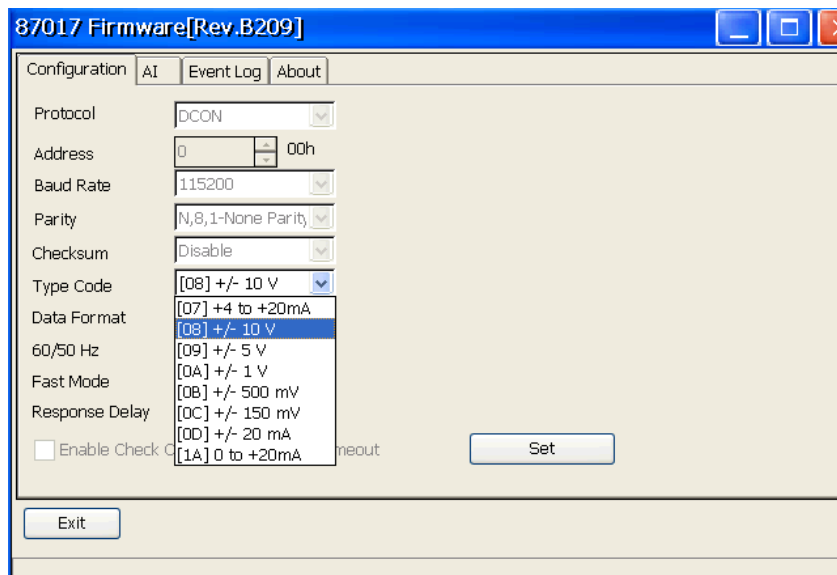 87017 Firmware[Rev.B209]
Configuration AI Event Log About
Protocol DCON
Address 0 00h
Baud Rate 115200
Parity N,8,1-None Parity
Checksum Disable
Type Code [08] +/- 10 V
[07] +4 to +20mA
Data Format
[08] +/- 10 V
60/50 Hz
[09] +/- 5 V
[0A] +/- 1 V
Fast Mode
[0B] +/- 500 mV
Response Delay
[0C] +/- 150 mV
[0D] +/- 20 mA
Enable Check meout Set
[1A] 0 to +20mA
Exit